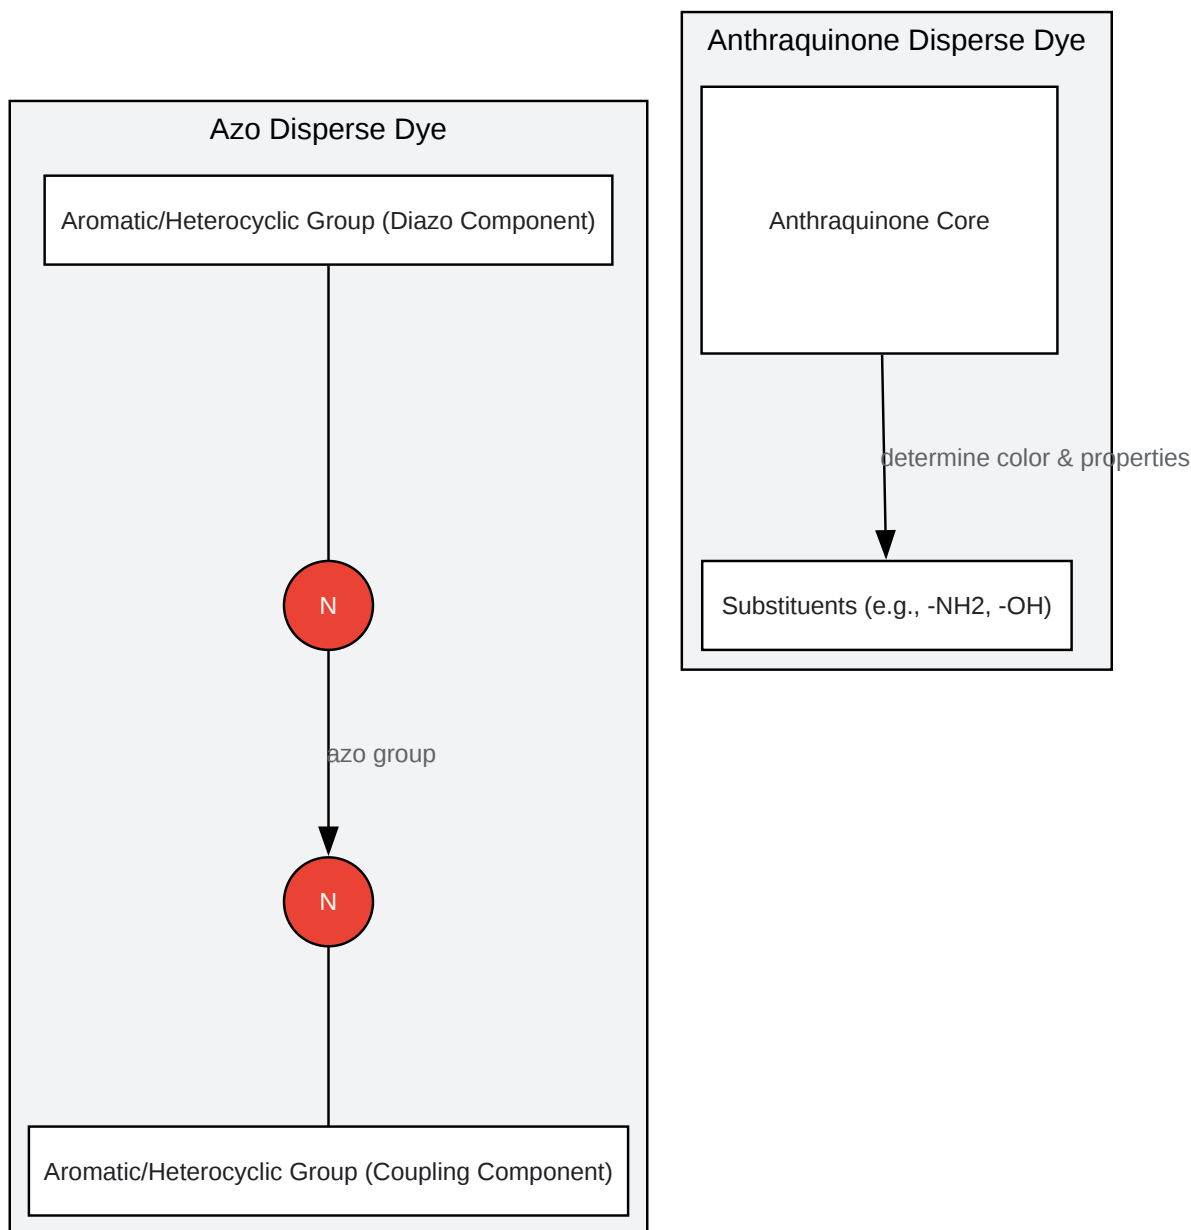 Azo Disperse Dye
Aromatic/Heterocyclic Group (Diazo Component)
N
azo group
N
Aromatic/Heterocyclic Group (Coupling Component)
Anthraquinone Disperse Dye
Anthraquinone Core
determine color & properties
Substituents (e.g., -NH2, -OH)